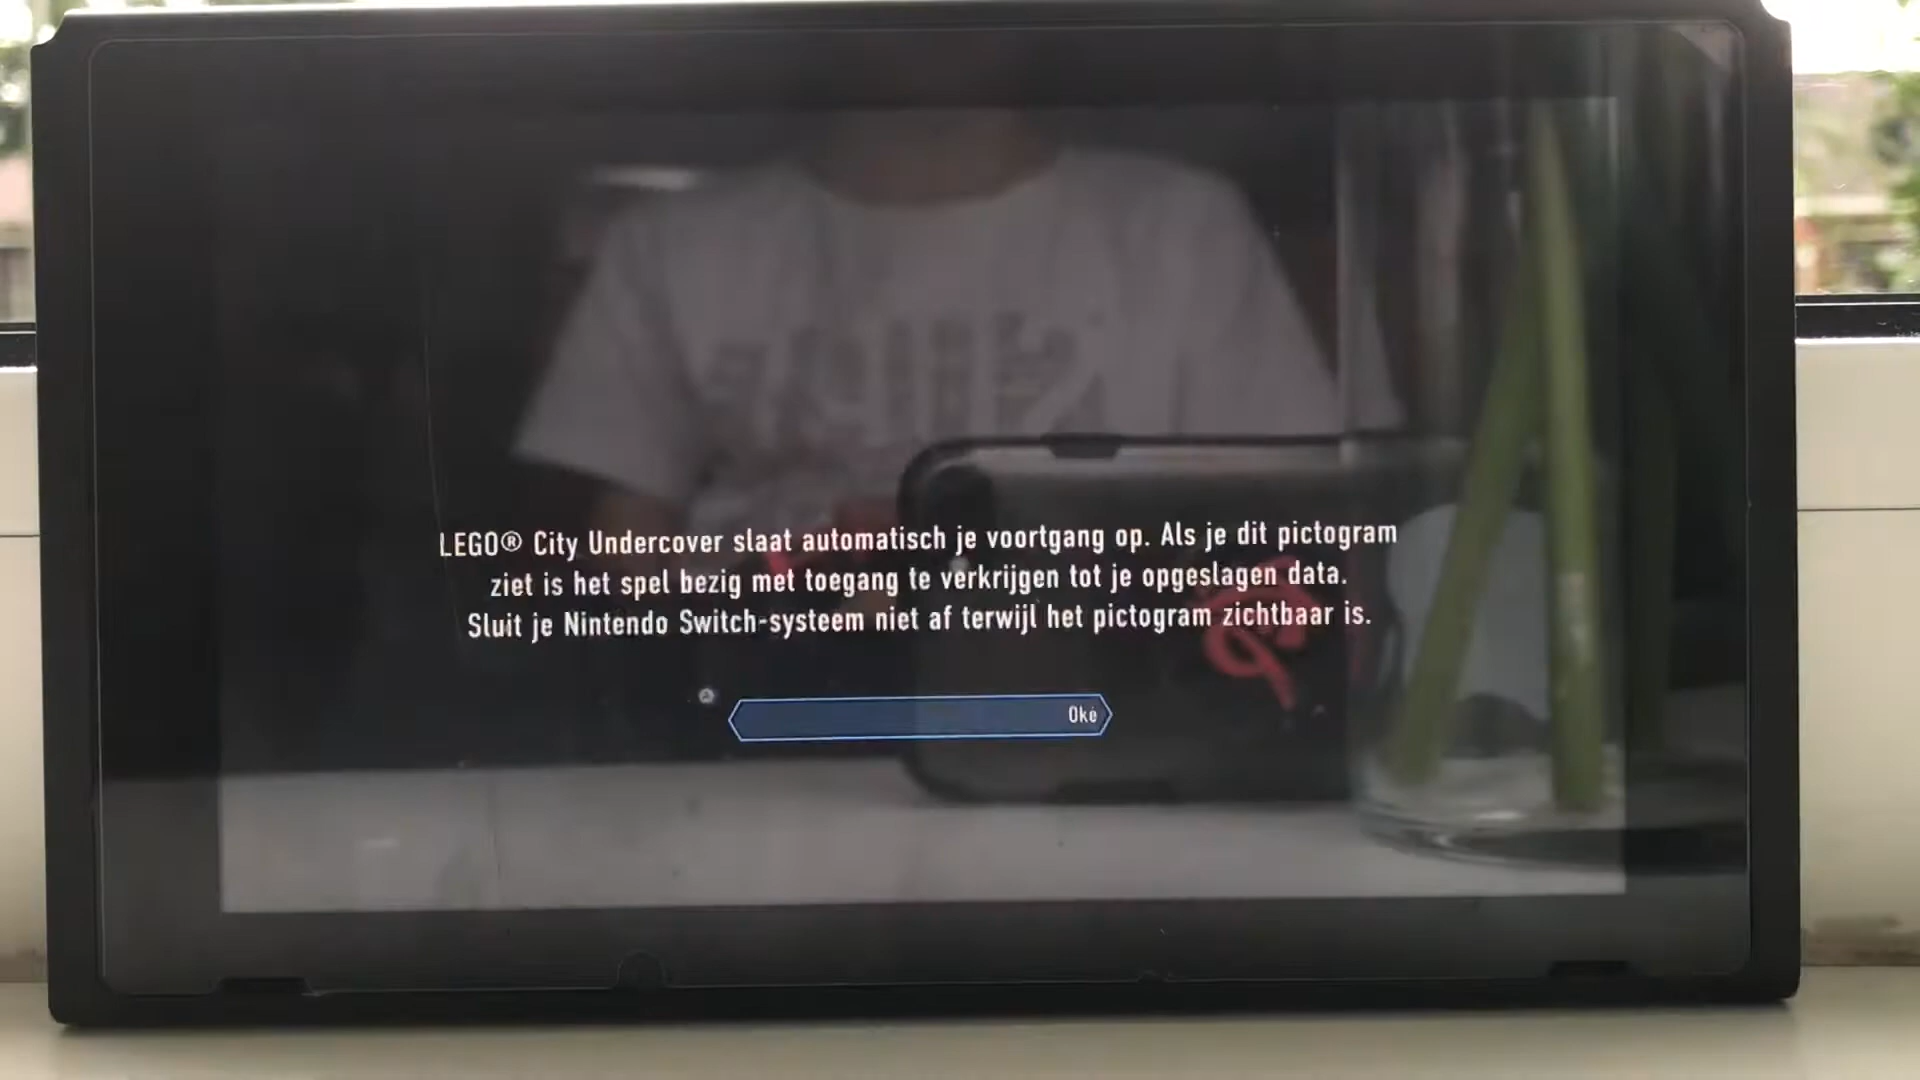 LEGO® City Undercover slaat automatisch je voortgang op. Als je dit pictogram
ziet is het spel bezig met toegang te verkrijgen tot je opgeslagen data.
Sluit je Nintendo Switch-systeem niet af terwijl het pictogram zichtbaar is.
A
Oké